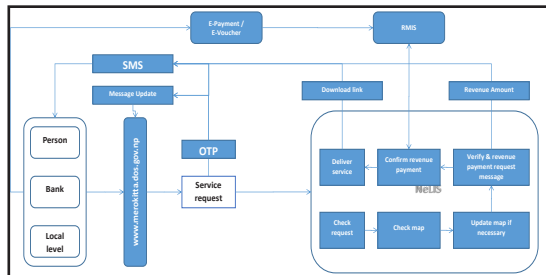 E-Payment /
E-Voucher
RMIS
SMS
Message Update
Download link
Revenue Amount
Person
Bank
Local
level
www.merokitta.dos.gov.np
OTP
Service
request
Deliver
service
Confirm revenue
payment
Verify & revenue
payment request
message
NeLIS
Check
request
Check map
Update map if
necessary